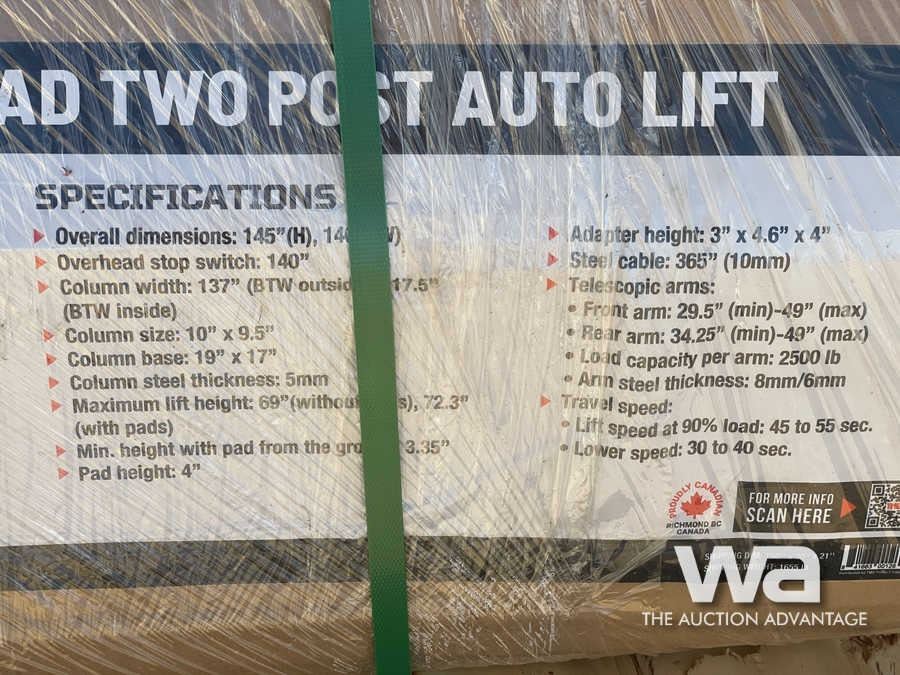 AD TWO POST AUTO LIFT
SPECIFICATIONS
Overall dimensions: 145”(H),
Overhead stop switch: 140”
Column width: 137” (BTW
(BTW inside)
Column size: 10” x 9.5”
Column base: 19” x 17”
Column steel thickness: 5mm
Maximum lift height: 69” 72.3”
(with pads)
Min. height with pad from the 3.35”
Pad height: 4”
Adapter height: 3” x 4.6” x 4”
Steel cable: 365” (10mm)
Telescopic arms:
• Front arm: 29.5” (min)-49” (max)
• Rear arm: 34.25” (min)-49” (max)
• Load capacity per arm: 2500 lb
• Arm steel thickness: 8mm/6mm
Travel speed:
• Lift speed at 90% load: 45 to 55 sec.
• Lower speed: 30 to 40 sec.
PROUDLY CANADIAN
RICHMOND BC
CANADA
FOR MORE INFO
SCAN HERE
wa
THE AUCTION ADVANTAGE